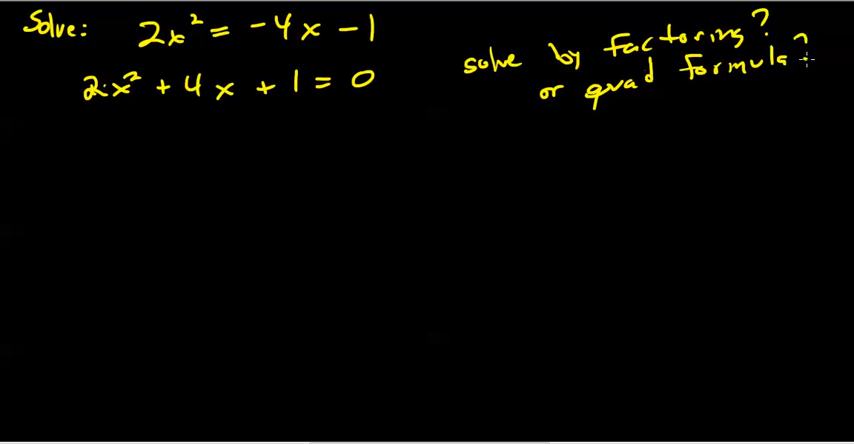 Solve: 2x² = -4x - 1
2x² + 4x + 1 = 0
solve by factoring?
or quad formula?